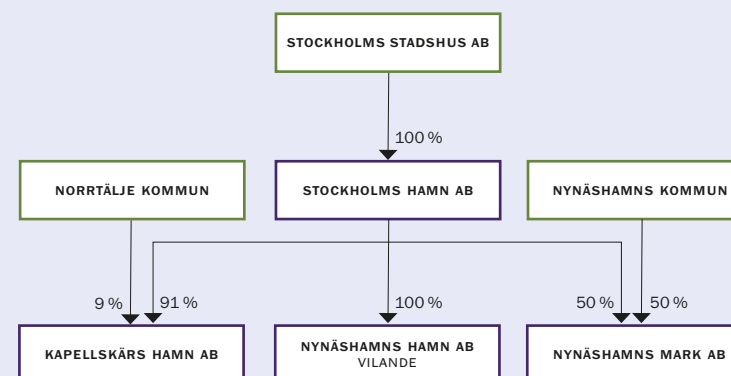 STOCKHOLMS STADSHUS AB
100 %
NORRTÄLJE KOMMUN
STOCKHOLMS HAMN AB
NYNÄSHAMNS KOMMUN
9 %
91 %
100 %
50 %
50 %
KAPELLSKÄRS HAMN AB
NYNÄSHAMNS HAMN AB
VILANDE
NYNÄSHAMNS MARK AB